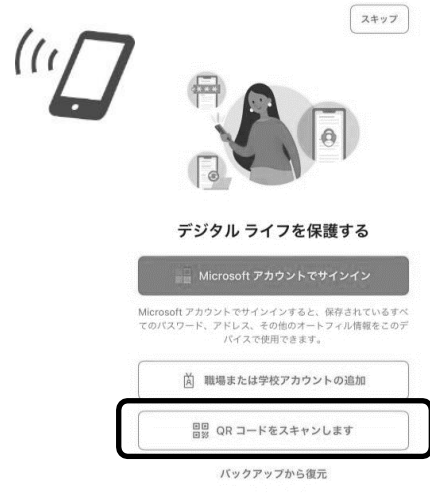 スキップ
デジタル ライフを保護する
Microsoft アカウントでサインイン
Microsoft アカウントでサインインすると、保存されているすべ
てのパスワード、アドレス、その他のオートフィル情報をこのデ
バイスで使用できます。
職場または学校アカウントの追加
QR コードをスキャンします
バックアップから復元